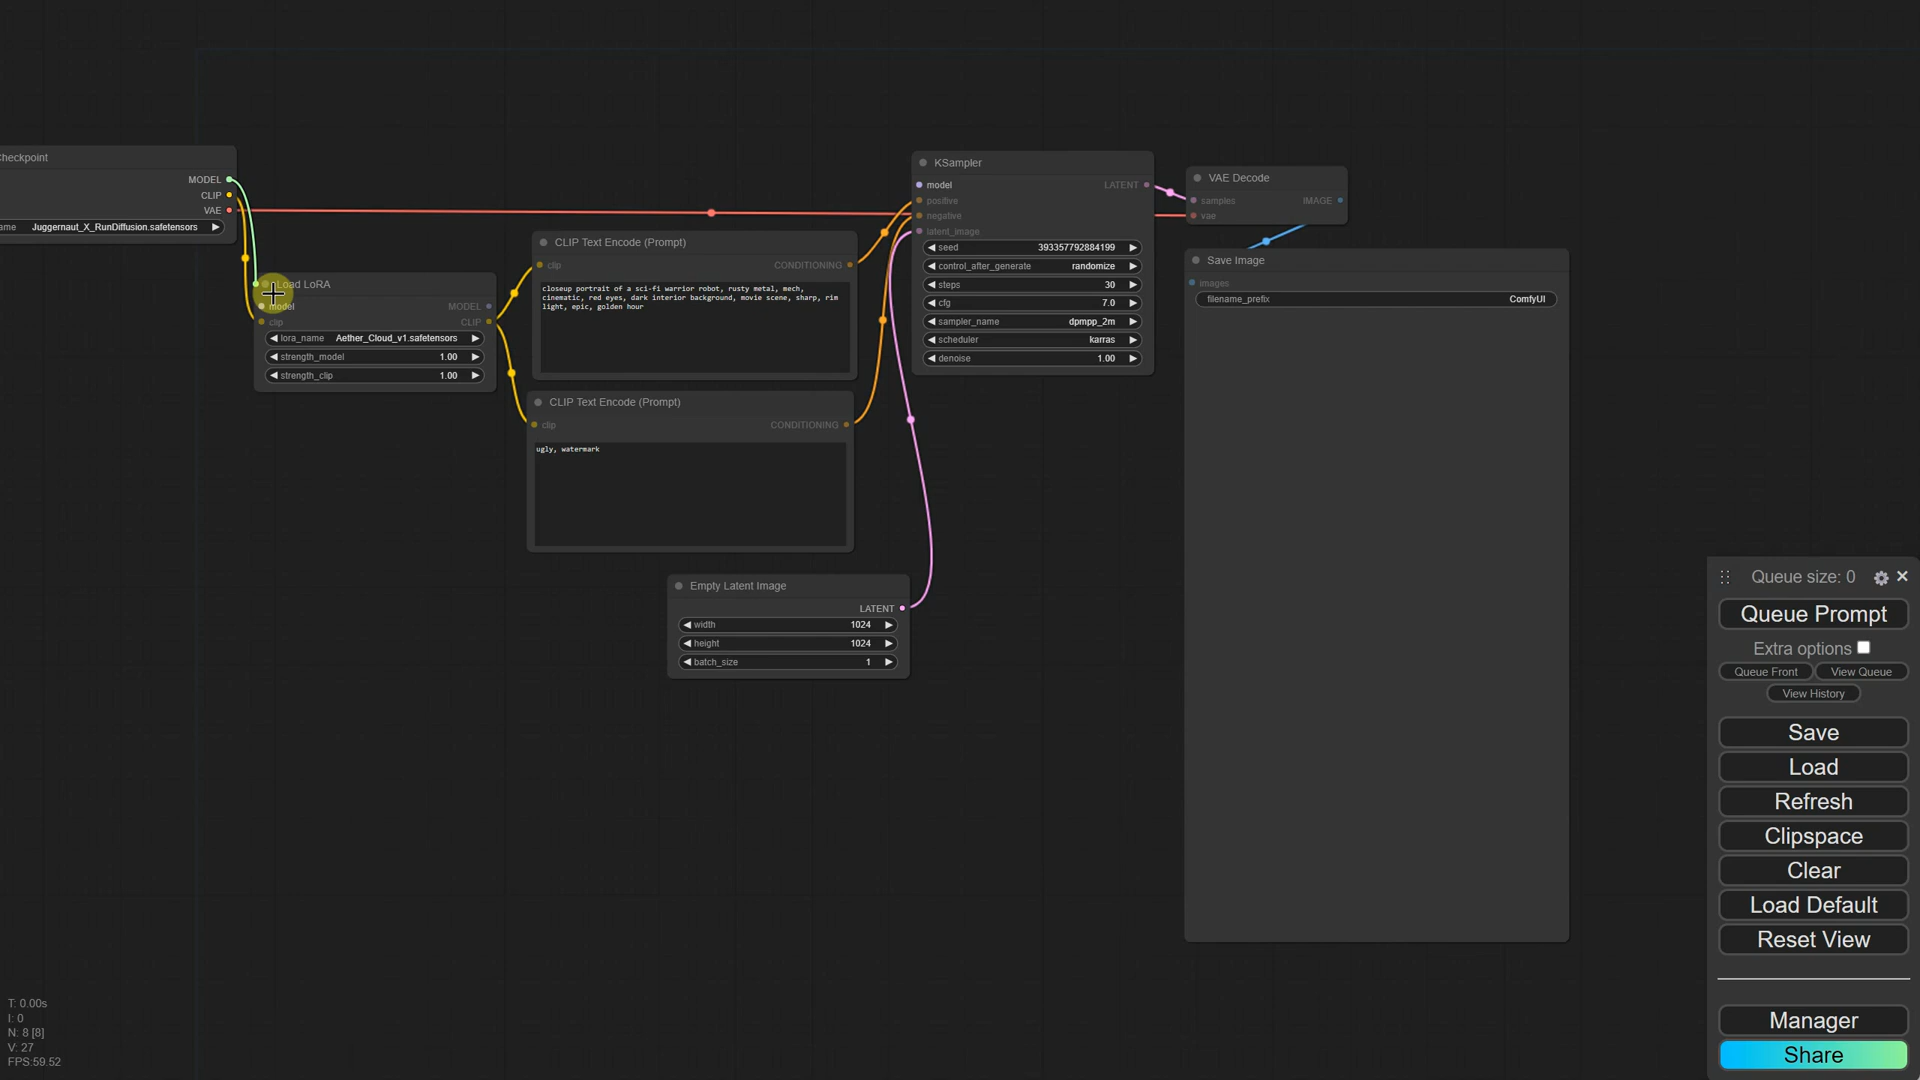 Checkpoint
MODEL
CLIP
VAE
ame Juggernaut_X_RunDiffusion.safetensors
Load LoRA
model MODEL
clip CLIP
lora_name Aether_Cloud_v1.safetensors
strength_model 1.00
strength_clip 1.00
CLIP Text Encode (Prompt)
clip CONDITIONING
closeup portrait of a sci-fi warrior robot, rusty metal, mech,
cinematic, red eyes, dark interior background, movie scene, sharp, rim
light, epic, golden hour
CLIP Text Encode (Prompt)
clip CONDITIONING
ugly, watermark
Empty Latent Image
LATENT
width 1024
height 1024
batch_size 1
KSampler
model LATENT
positive
negative
latent_image
seed 393357792884199
control_after_generate randomize
steps 30
cfg 7.0
sampler_name dpmpp_2m
scheduler karras
denoise 1.00
VAE Decode
samples IMAGE
vae
Save Image
images
filename_prefix ComfyUI
Queue size: 0
Queue Prompt
Extra options
Queue Front View Queue
View History
Save
Load
Refresh
Clipspace
Clear
Load Default
Reset View
Manager
Share
T: 0.00s
I: 0
N: 8 [8]
V: 27
FPS:59.52